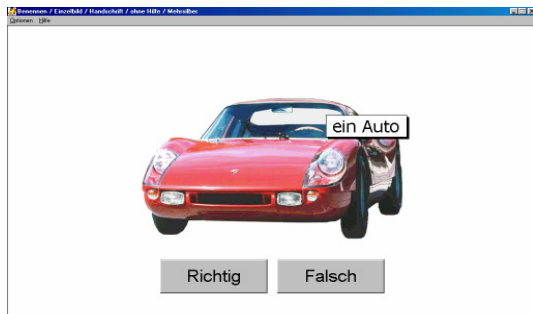 Benennen / Einzelbild / Handschrift / ohne Hilfe / Mehrsilber
Optionen Hilfe
ein Auto
Richtig Falsch